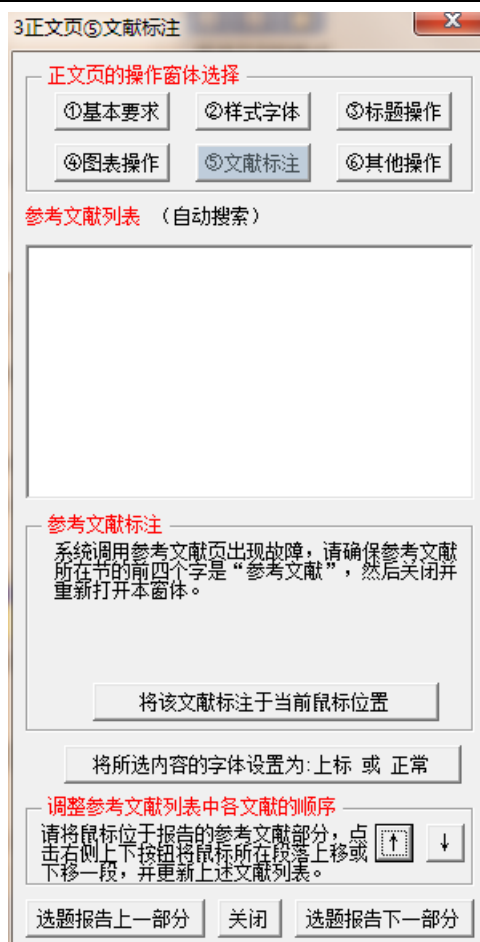 3正文页⑤文献标注
正文页的操作窗体选择
①基本要求 ②样式字体 ③标题操作
④图表操作 ⑤文献标注 ⑥其他操作
参考文献列表 （自动搜索）
参考文献标注
系统调用参考文献页出现故障，请确保参考文献
所在节的前四个字是“参考文献”，然后关闭并
重新打开本窗体。
将该文献标注于当前鼠标位置
将所选内容的字体设置为:上标 或 正常
调整参考文献列表中各文献的顺序
请将鼠标位于报告的参考文献部分，点
击右侧上下按钮将鼠标所在段落上移或
下移一段，并重新上述文献列表。
↑ ↓
选题报告上一部分 关闭 选题报告下一部分